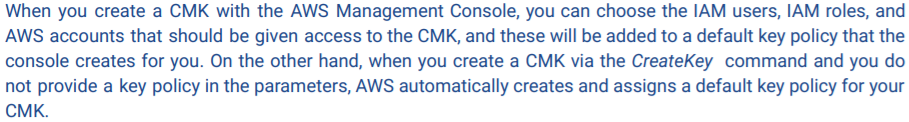 When you create a CMK with the AWS Management Console, you can choose the IAM users, IAM roles, and
AWS accounts that should be given access to the CMK, and these will be added to a default key policy that the
console creates for you. On the other hand, when you create a CMK via the CreateKey command and you do
not provide a key policy in the parameters, AWS automatically creates and assigns a default key policy for your
CMK.